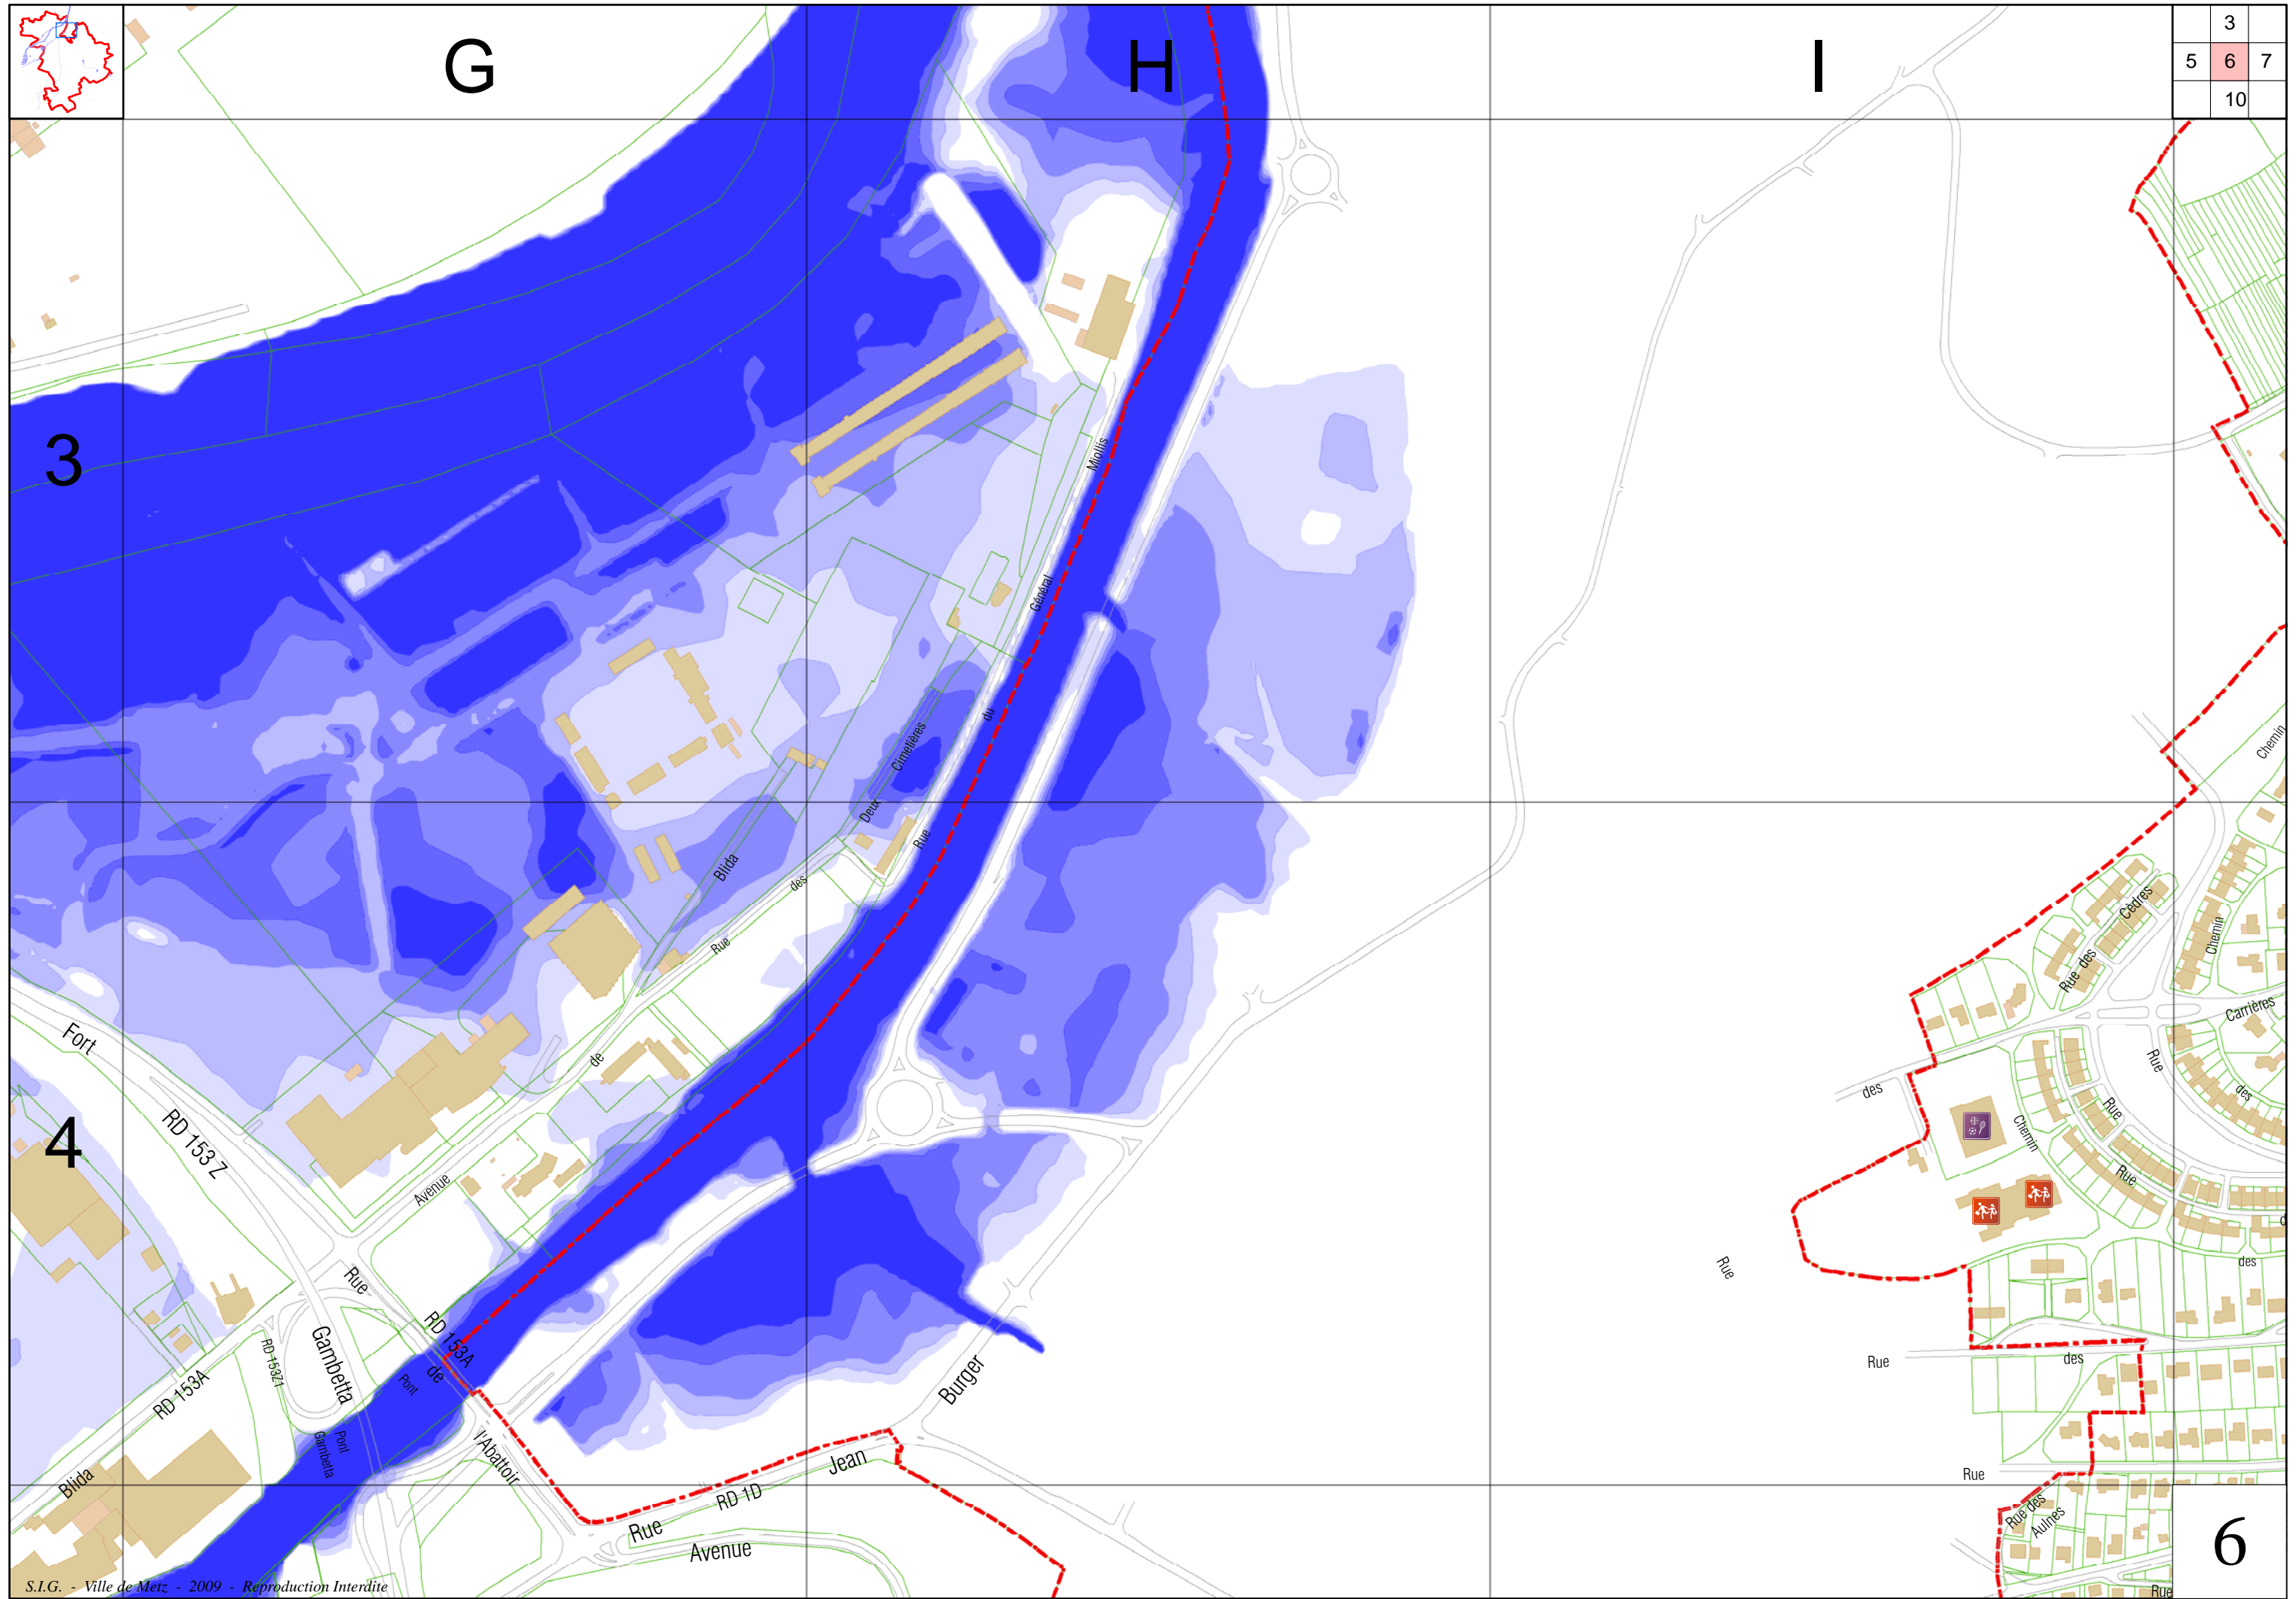 G
H
I
3
5 6 7
10
3
4
Miollis
Général
du
Rue
Cimetières
Deux
des
Rue
Blida
de
Avenue
Fort
RD 153 Z
Rue
RD 153A
de
Pont
Gambetta
RD 153Z1
Pont
Gambetta
RD 153A
Blida
l'Abattoir
Burger
Jean
RD 1D
Rue
Avenue
Chemin
Cèdres
Rue des
Chemin
Carrières
Rue
des
des
Rue
Chemin
Rue
des
Rue
Rue
des
Rue
Rue des
Aulnes
Rue
6
S.I.G. - Ville de Metz - 2009 - Reproduction Interdite